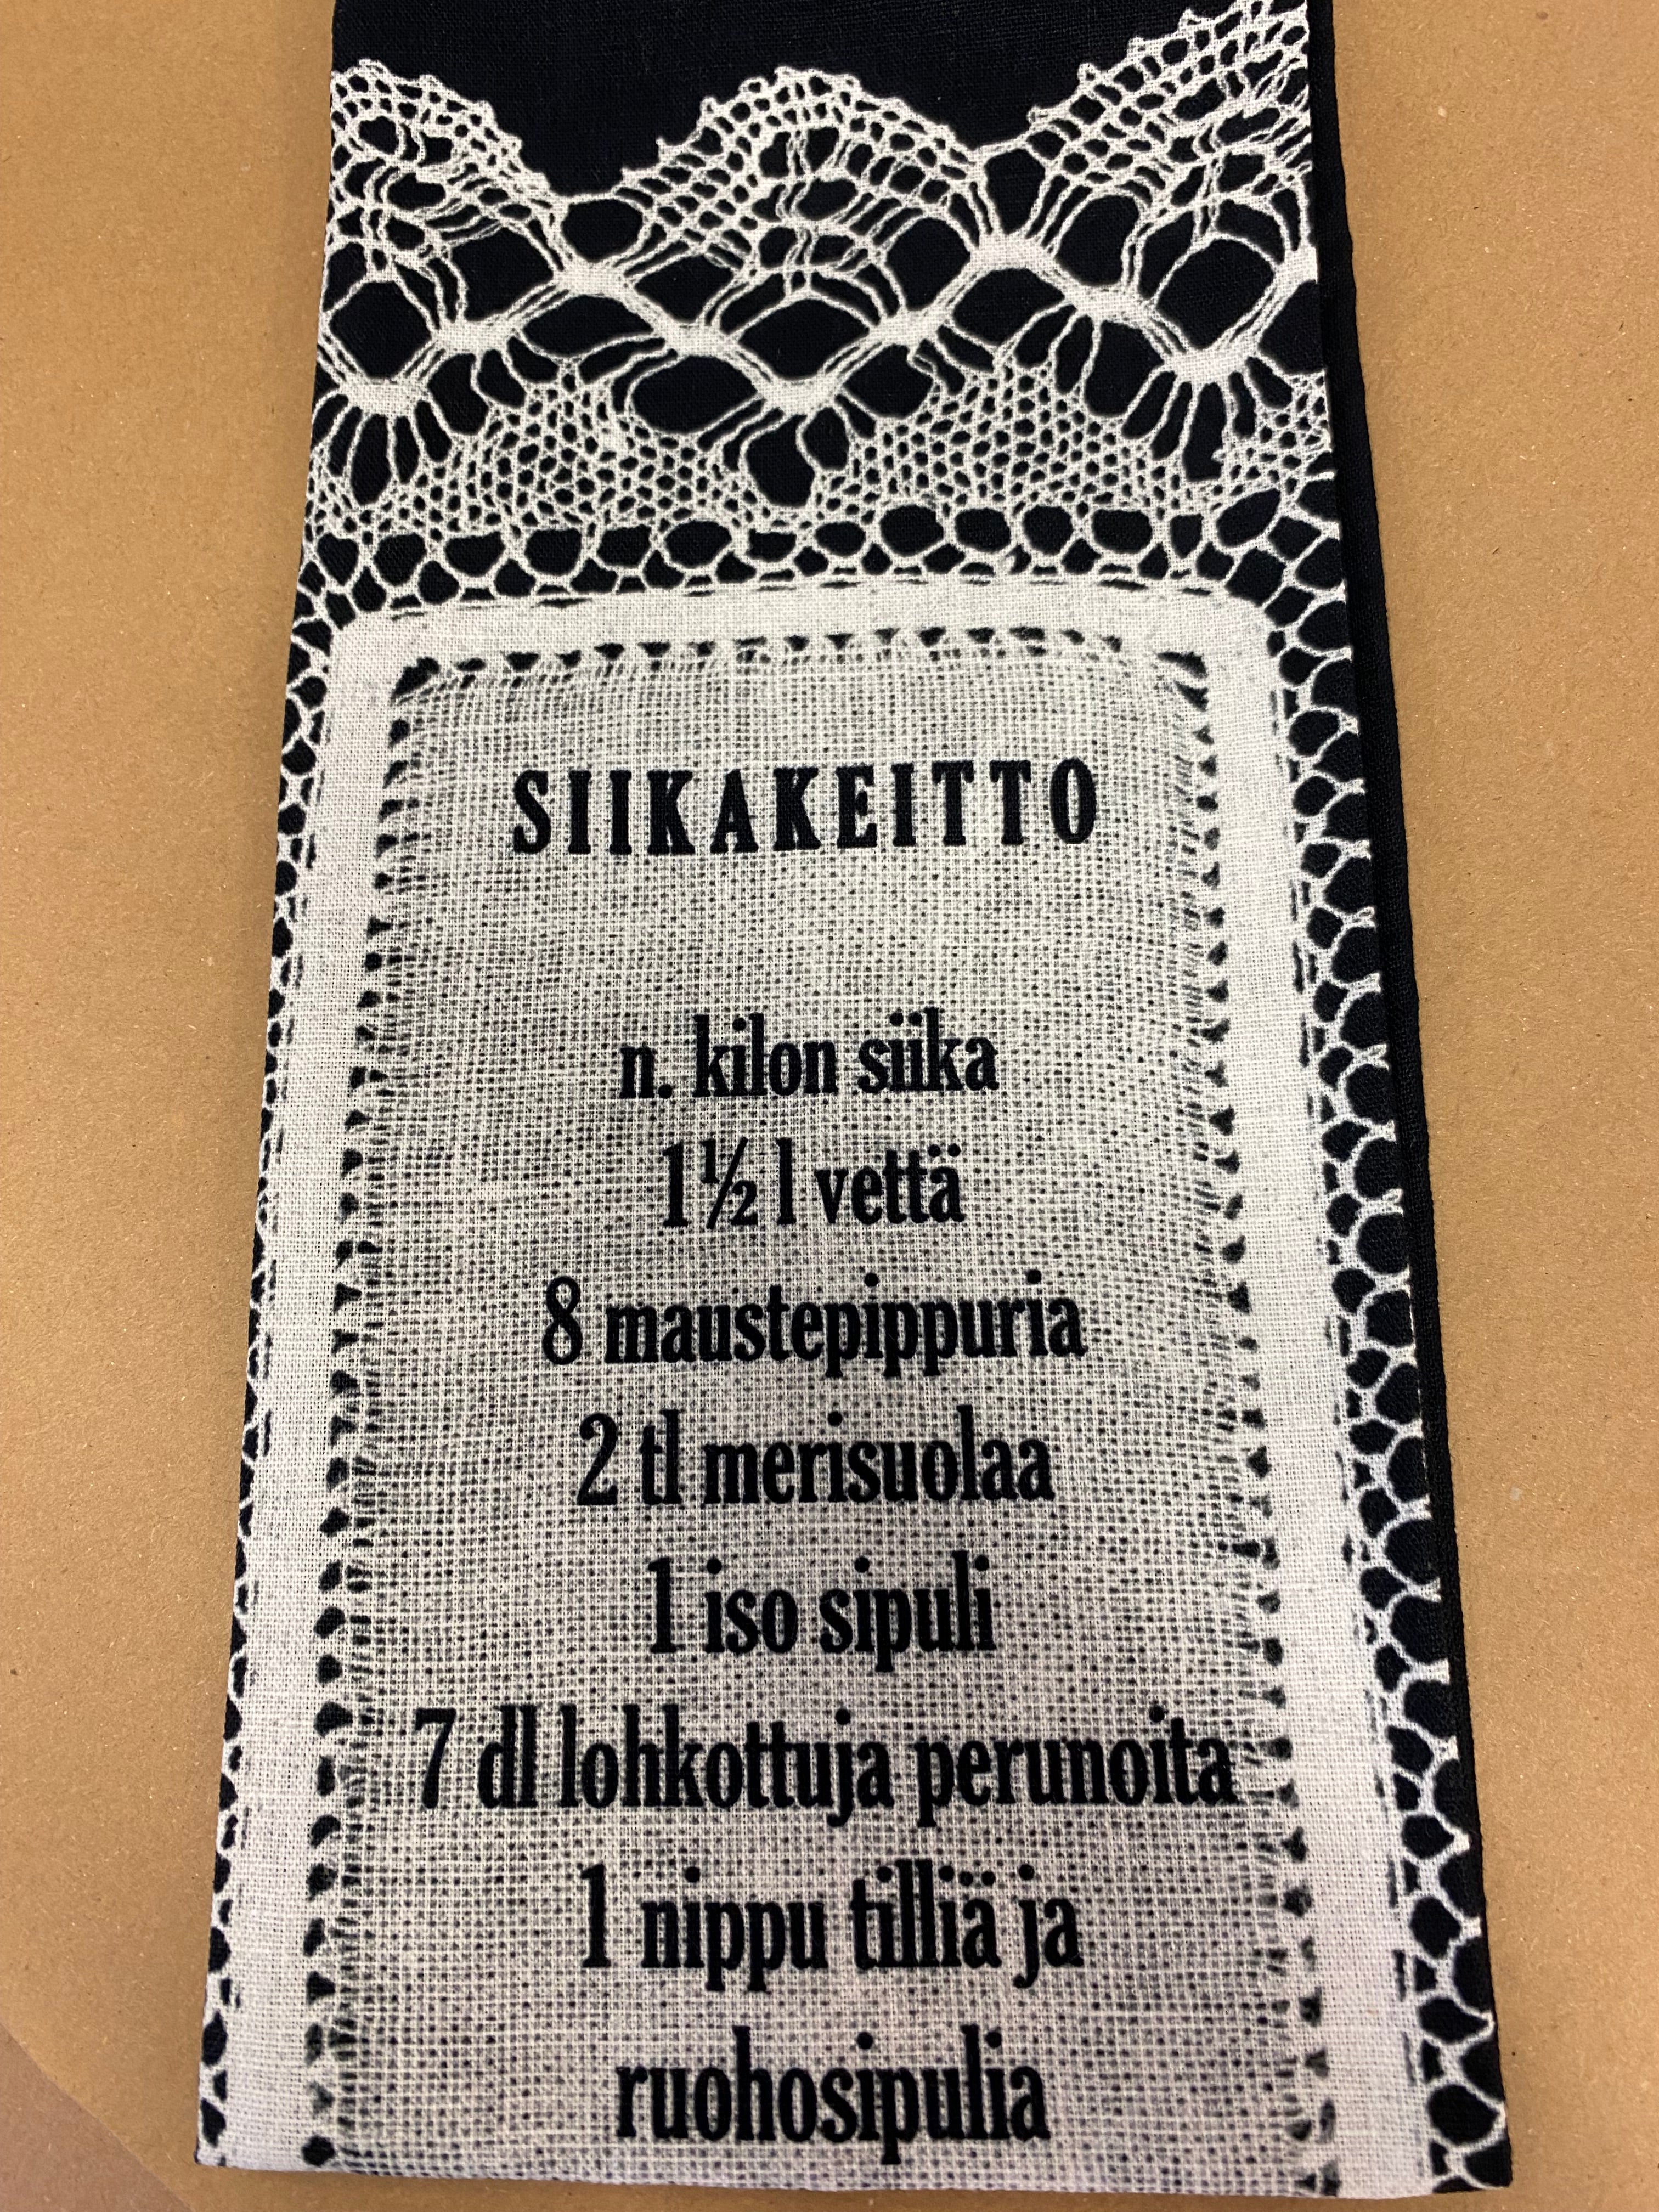 SIIKAKEITTO
n. kilon siika
1½ l vettä
8 maustepippuria
2 tl merisuolaa
1 iso sipuli
7 dl lohkottuja perunoita
1 nippu tilliä ja
ruohosipulia